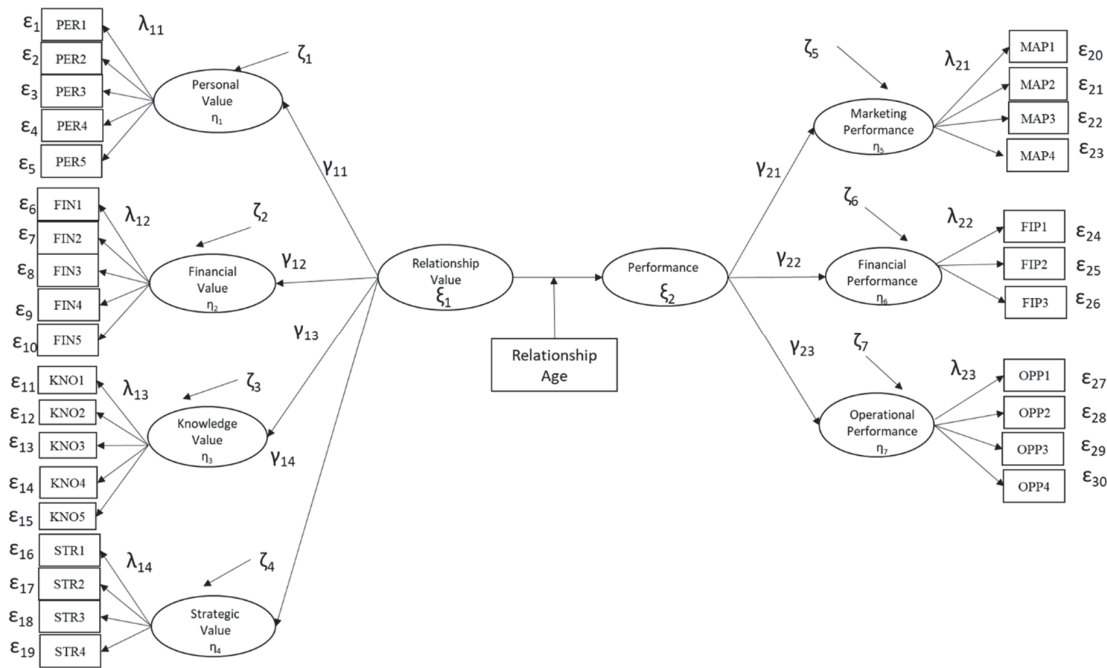 ε1 PER1 λ11
ε2 PER2
ε3 PER3
ε4 PER4
ε5 PER5
ζ1
Personal
Value
η1
γ11
ε6 FIN1 λ12
ε7 FIN2
ε8 FIN3
ε9 FIN4
ε10 FIN5
ζ2
Financial
Value
η2
γ12
ε11 KNO1 λ13
ε12 KNO2
ε13 KNO3
ε14 KNO4
ε15 KNO5
ζ3
Knowledge
Value
η3
γ13
ε16 STR1 λ14
ε17 STR2
ε18 STR3
ε19 STR4
ζ4
Strategic
Value
η4
γ14
Relationship
Value
ξ1
Relationship
Age
Performance
ξ2
γ21
ζ5
Marketing
Performance
η5
λ21
MAP1 ε20
MAP2 ε21
MAP3 ε22
MAP4 ε23
γ22
ζ6
Financial
Performance
η6
λ22
FIP1 ε24
FIP2 ε25
FIP3 ε26
γ23
ζ7
Operational
Performance
η7
λ23
OPP1 ε27
OPP2 ε28
OPP3 ε29
OPP4 ε30